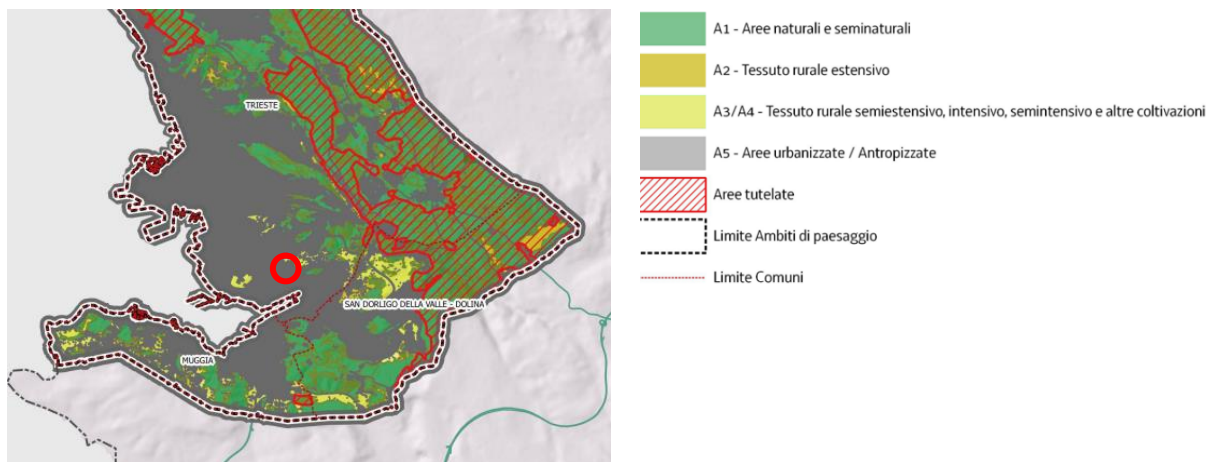 TRIESTE
SAN DORLIGO DELLA VALLE - DOLINA
MUGGIA
A1 - Aree naturali e seminaturali
A2 - Tessuto rurale estensivo
A3/A4 - Tessuto rurale semiestensivo, intensivo, semintensivo e altre coltivazioni
A5 - Aree urbanizzate / Antropizzate
Aree tutelate
Limite Ambiti di paesaggio
Limite Comuni